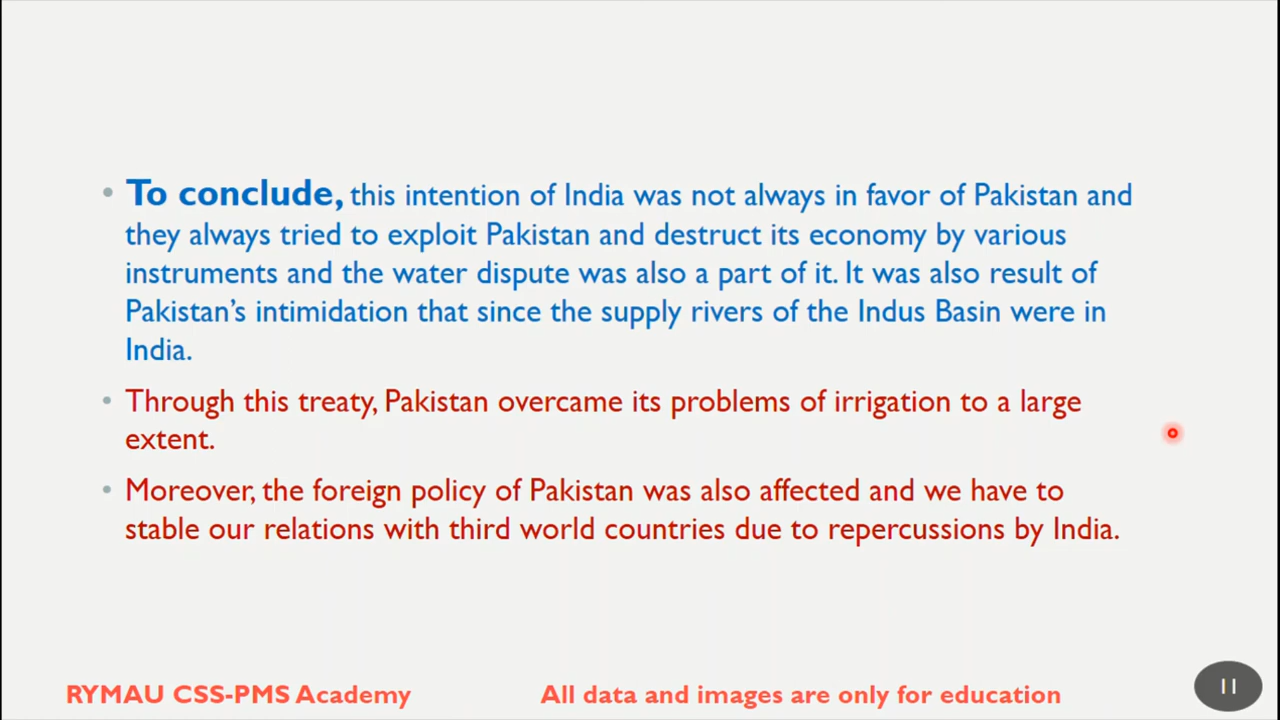 • To conclude, this intention of India was not always in favor of Pakistan and
they always tried to exploit Pakistan and destruct its economy by various
instruments and the water dispute was also a part of it. It was also result of
Pakistan’s intimidation that since the supply rivers of the Indus Basin were in
India.
• Through this treaty, Pakistan overcame its problems of irrigation to a large
extent.
• Moreover, the foreign policy of Pakistan was also affected and we have to
stable our relations with third world countries due to repercussions by India.
RYMAU CSS-PMS Academy
All data and images are only for education
11